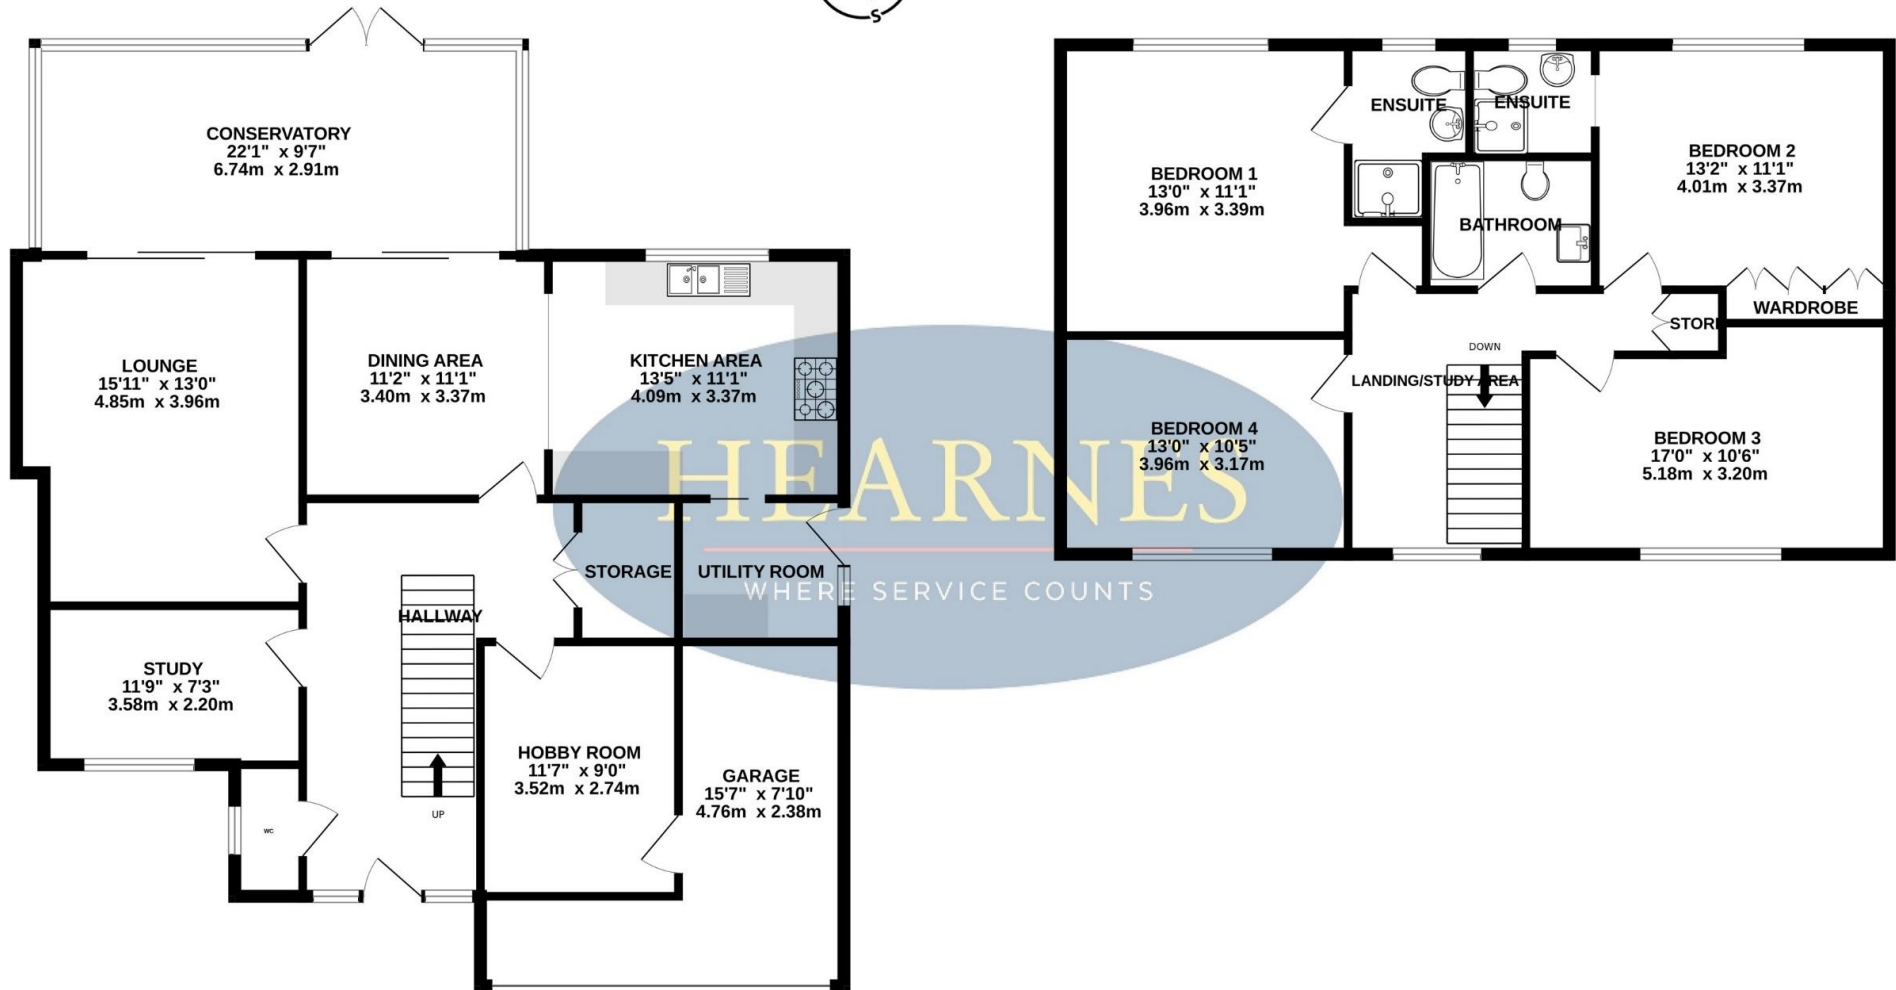 S
CONSERVATORY
22'1" x 9'7"
6.74m x 2.91m
LOUNGE
15'11" x 13'0"
4.85m x 3.96m
DINING AREA
11'2" x 11'1"
3.40m x 3.37m
KITCHEN AREA
13'5" x 11'1"
4.09m x 3.37m
STORAGE
UTILITY ROOM
HALLWAY
STUDY
11'9" x 7'3"
3.58m x 2.20m
HOBBY ROOM
11'7" x 9'0"
3.52m x 2.74m
GARAGE
15'7" x 7'10"
4.76m x 2.38m
UP
WC
HEARNES
WHERE SERVICE COUNTS
ENSUITE
ENSUITE
BEDROOM 1
13'0" x 11'1"
3.96m x 3.39m
BEDROOM 2
13'2" x 11'1"
4.01m x 3.37m
BATHROOM
WARDROBE
STOR
DOWN
LANDING/STUDY AREA
BEDROOM 4
13'0" x 10'5"
3.96m x 3.17m
BEDROOM 3
17'0" x 10'6"
5.18m x 3.20m